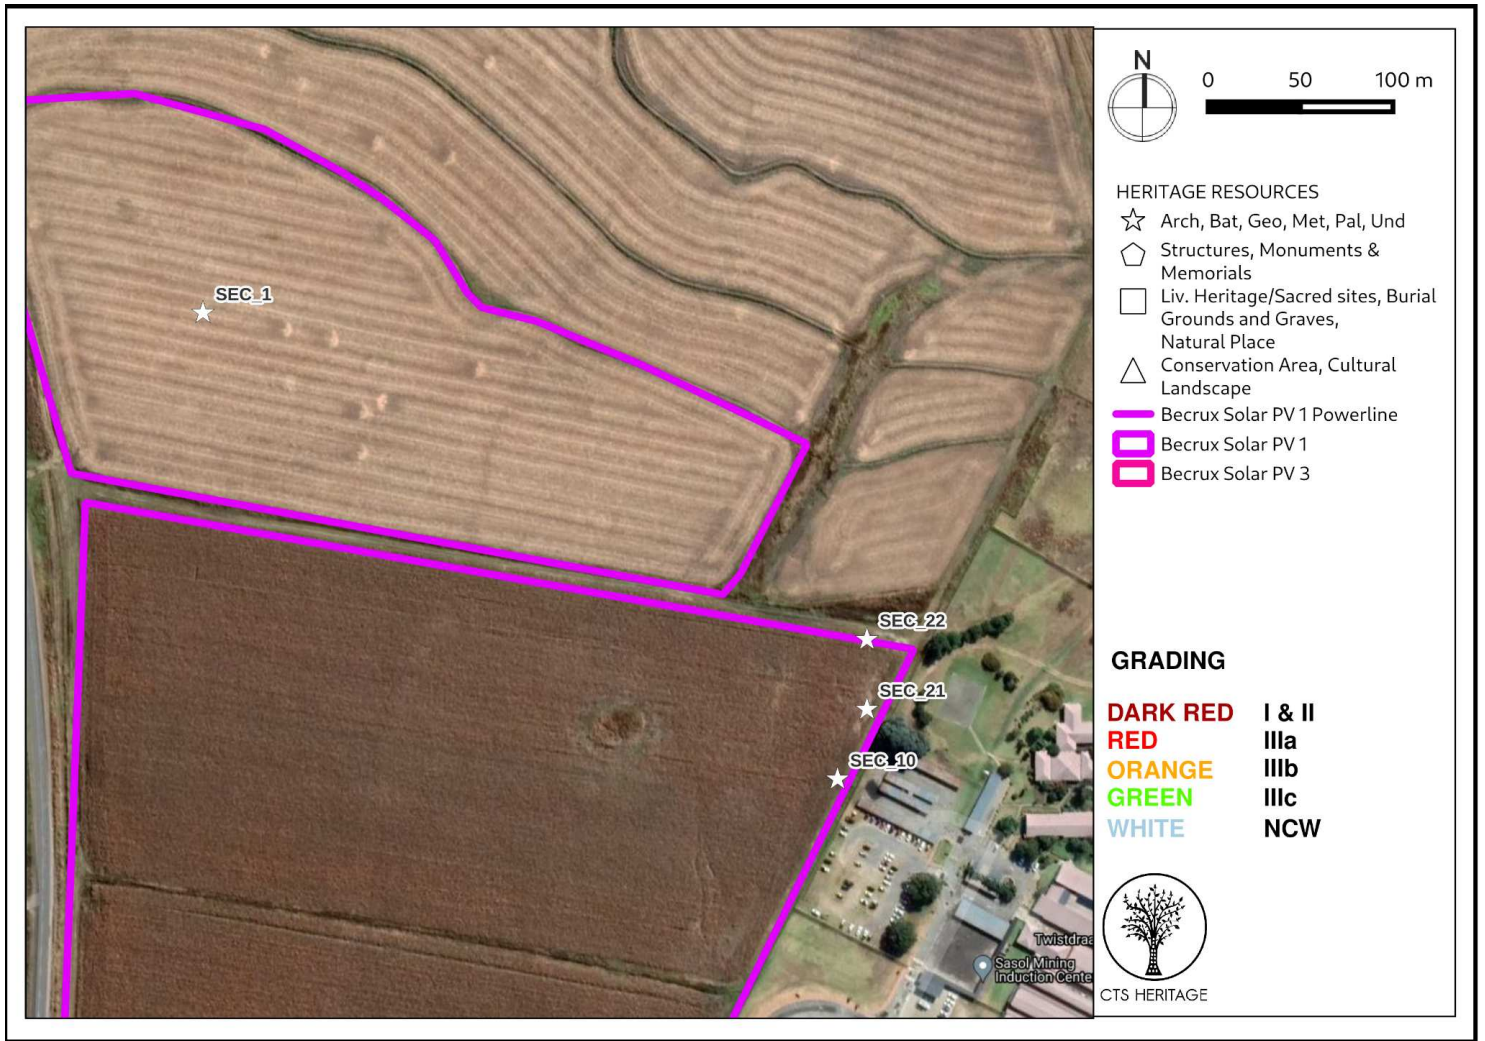 SEC_1
SEC_22
SEC_21
SEC_10
Twistdraa
Sasol Mining
Induction Cente
N
0 50 100 m
HERITAGE RESOURCES
Arch, Bat, Geo, Met, Pal, Und
Structures, Monuments &
Memorials
Liv. Heritage/Sacred sites, Burial
Grounds and Graves,
Natural Place
Conservation Area, Cultural
Landscape
Becrux Solar PV 1 Powerline
Becrux Solar PV 1
Becrux Solar PV 3
GRADING
DARK RED I & II
RED IIIa
ORANGE IIIb
GREEN IIIc
WHITE NCW
CTS HERITAGE